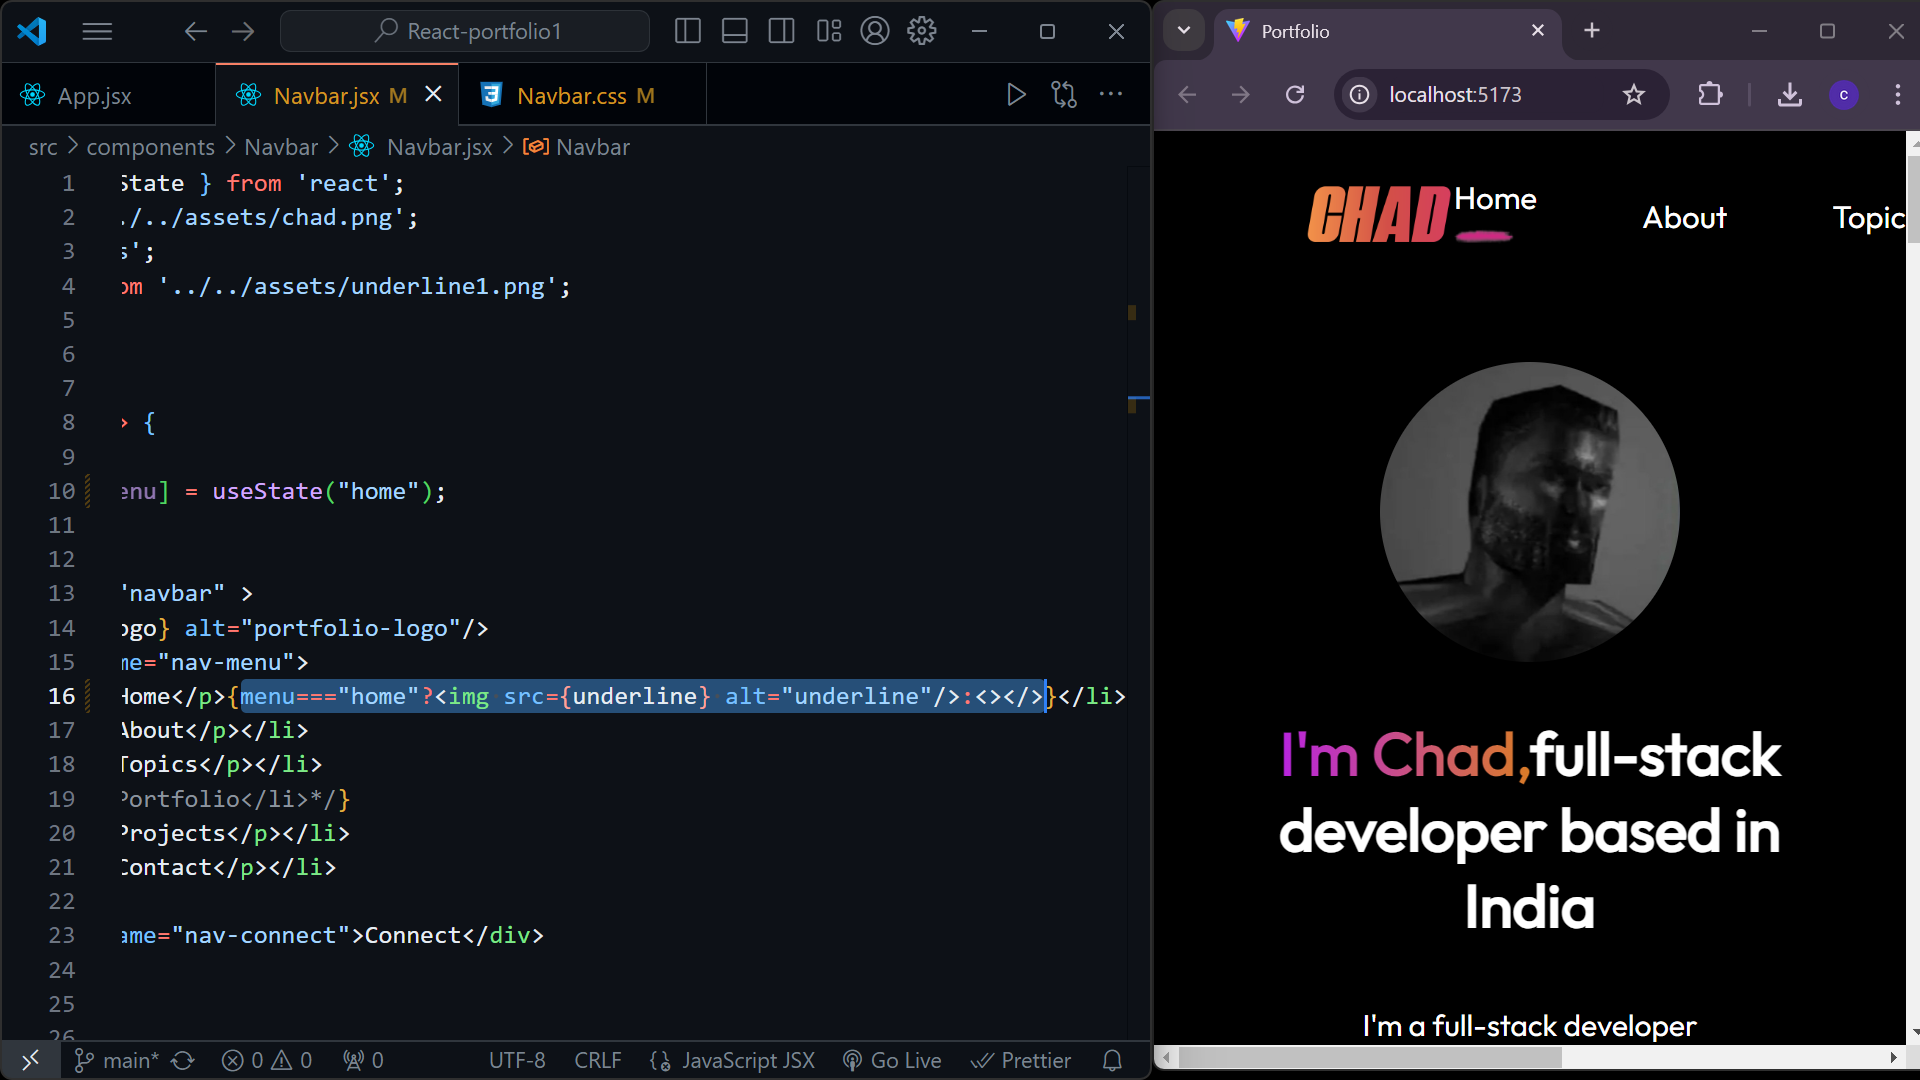 React-portfolio1
App.jsx
Navbar.jsx M
Navbar.css M
src > components > Navbar > Navbar.jsx > Navbar
1 State } from 'react';
2 ./../assets/chad.png';
3 s';
4 om '../../assets/underline1.png';
5
6
7
8 > {
9
10 enu] = useState("home");
11
12
13 "navbar" >
14 ogo} alt="portfolio-logo"/>
15 me="nav-menu">
16 Home</p>{menu==="home"?<img src={underline} alt="underline"/>:<></>}</li>
17 About</p></li>
18 Topics</p></li>
19 Portfolio</li>*/}
20 Projects</p></li>
21 Contact</p></li>
22
23 ame="nav-connect">Connect</div>
24
25
26
main* 0 0 0 UTF-8 CRLF JavaScript JSX Go Live Prettier
Portfolio
localhost:5173
c
CHAD Home About Topic
I'm Chad,full-stack
developer based in
India
I'm a full-stack developer